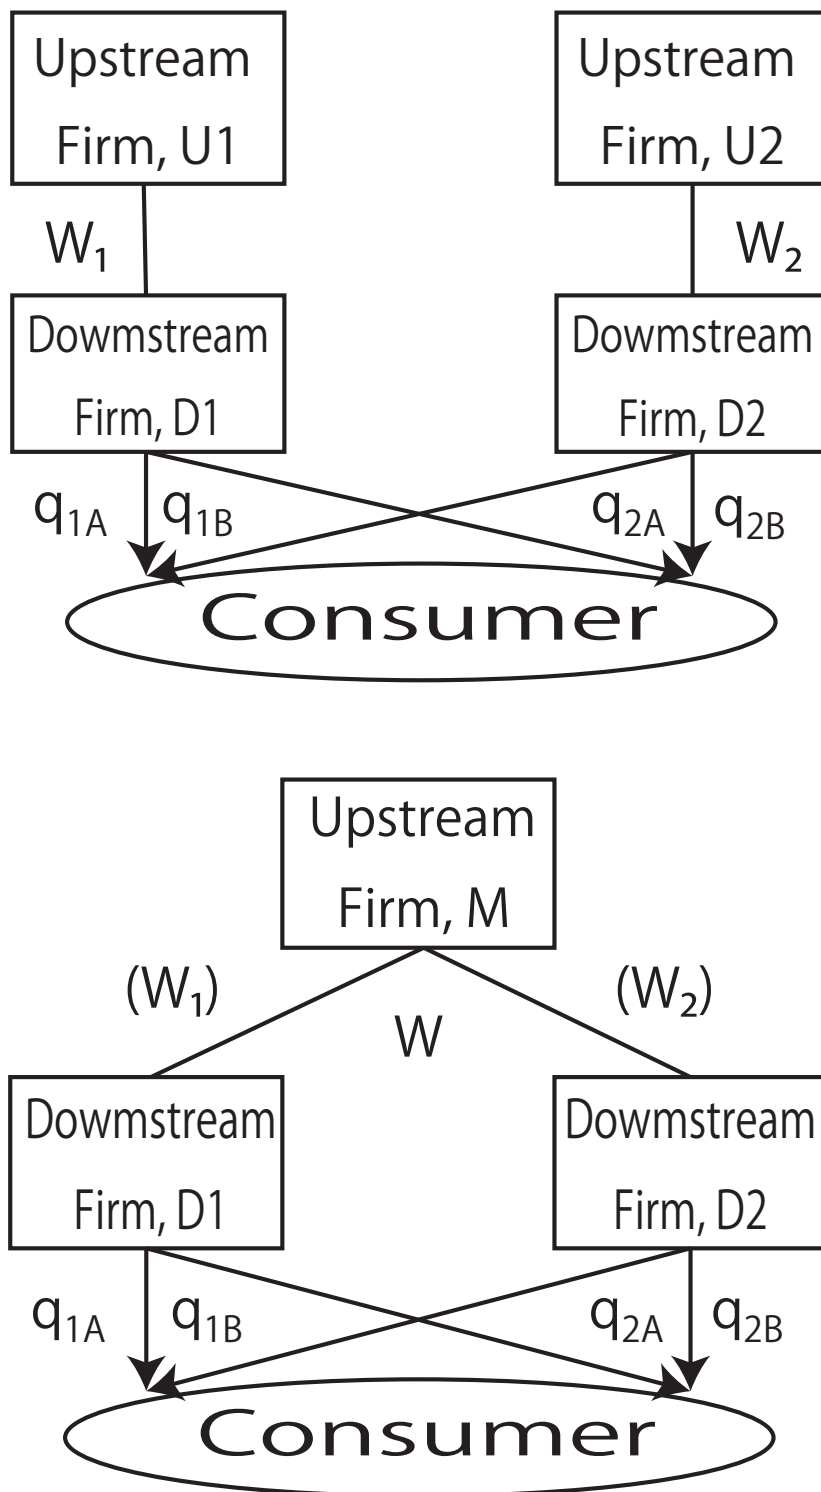 Upstream
Firm, U1
Upstream
Firm, U2
W₁
W₂
Dowmstream
Firm, D1
Dowmstream
Firm, D2
q1A
q1B
q2A
q2B
Consumer
Upstream
Firm, M
(W₁)
W
(W₂)
Dowmstream
Firm, D1
Dowmstream
Firm, D2
q1A
q1B
q2A
q2B
Consumer